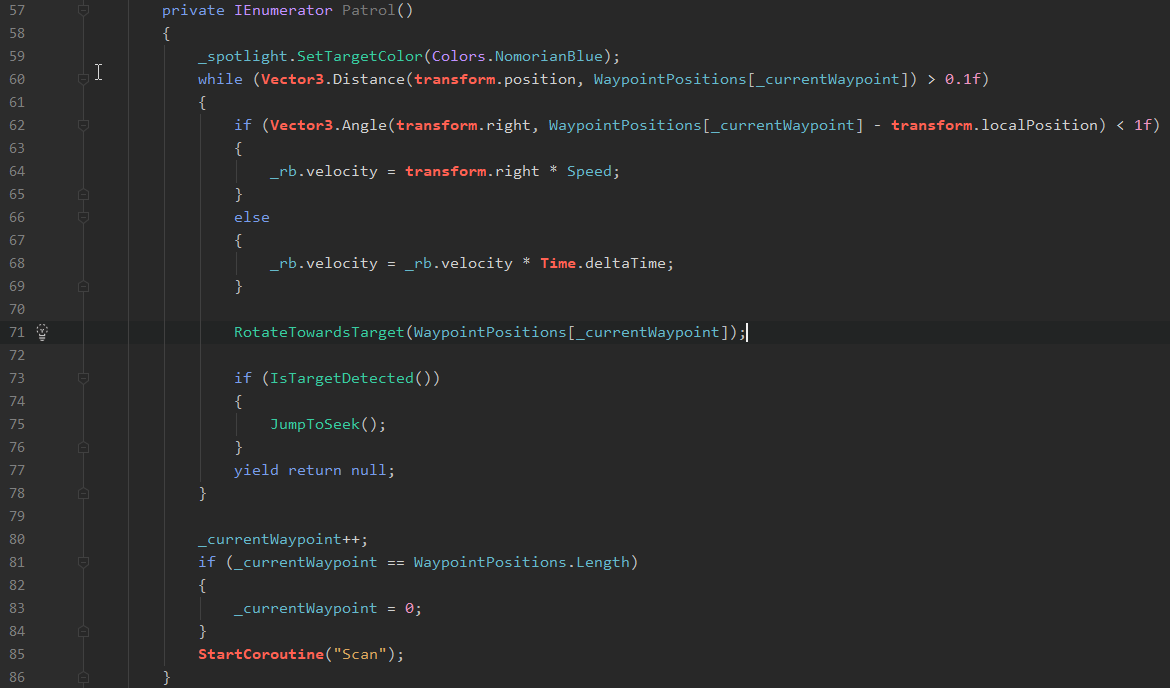 57 private IEnumerator Patrol()
58 {
59 _spotlight.SetTargetColor(Colors.NomorianBlue);
60 while (Vector3.Distance(transform.position, WaypointPositions[_currentWaypoint]) > 0.1f)
61 {
62 if (Vector3.Angle(transform.right, WaypointPositions[_currentWaypoint] - transform.localPosition) < 1f)
63 {
64 _rb.velocity = transform.right * Speed;
65 }
66 else
67 {
68 _rb.velocity = _rb.velocity * Time.deltaTime;
69 }
70
71 RotateTowardsTarget(WaypointPositions[_currentWaypoint]);
72
73 if (IsTargetDetected())
74 {
75 JumpToSeek();
76 }
77 yield return null;
78 }
79
80 _currentWaypoint++;
81 if (_currentWaypoint == WaypointPositions.Length)
82 {
83 _currentWaypoint = 0;
84 }
85 StartCoroutine("Scan");
86 }